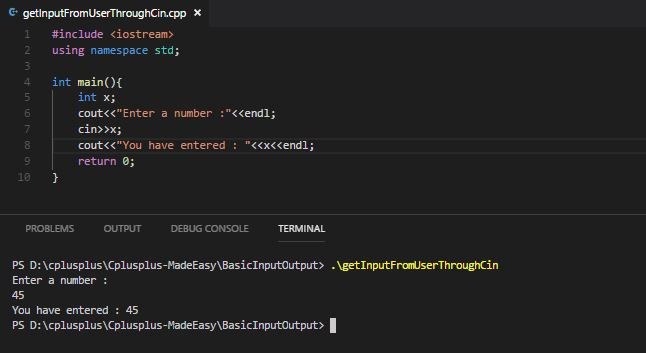 getInputFromUserThroughCin.cpp ×
1 #include <iostream>
2 using namespace std;
3
4 int main(){
5 int x;
6 cout<<"Enter a number :"<<endl;
7 cin>>x;
8 cout<<"You have entered : "<<x<<endl;
9 return 0;
10 }
PROBLEMS OUTPUT DEBUG CONSOLE TERMINAL
PS D:\cplusplus\Cplusplus-MadeEasy\BasicInputOutput> .\getInputFromUserThroughCin
Enter a number :
45
You have entered : 45
PS D:\cplusplus\Cplusplus-MadeEasy\BasicInputOutput>